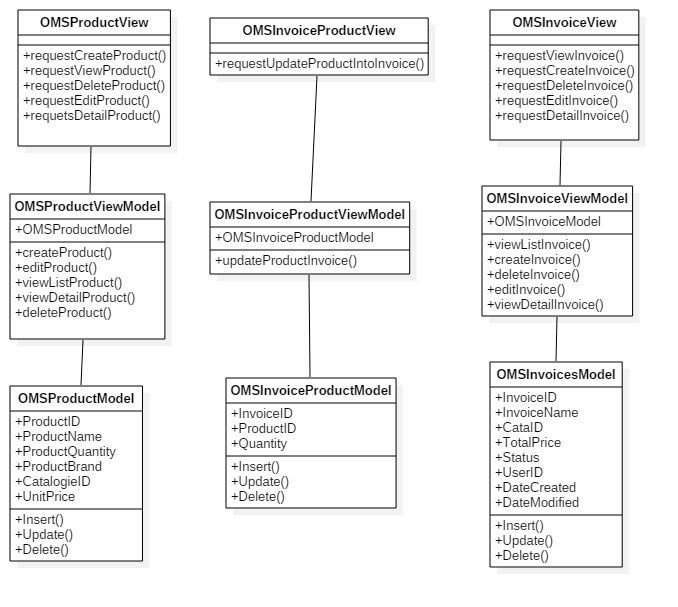 OMSProductView
+requestCreateProduct()
+requestViewProduct()
+requestDeleteProduct()
+requestEditProduct()
+requetsDetailProduct()
OMSProductViewModel
+OMSProductModel
+createProduct()
+editProduct()
+viewListProduct()
+viewDetailProduct()
+deleteProduct()
OMSProductModel
+ProductID
+ProductName
+ProductQuantity
+ProductBrand
+CatalogieID
+UnitPrice
+Insert()
+Update()
+Delete()
OMSInvoiceProductView
+requestUpdateProductIntoInvoice()
OMSInvoiceProductViewModel
+OMSInvoiceProductModel
+updateProductInvoice()
OMSInvoiceProductModel
+InvoiceID
+ProductID
+Quantity
+Insert()
+Update()
+Delete()
OMSInvoiceView
+requestViewInvoice()
+requestCreateInvoice()
+requestDeleteInvoice()
+requestEditInvoice()
+requestDetailInvoice()
OMSInvoiceViewModel
+OMSInvoiceModel
+viewListInvoice()
+createInvoice()
+deleteInvoice()
+editInvoice()
+viewDetailInvoice()
OMSInvoicesModel
+InvoiceID
+InvoiceName
+CataID
+TotalPrice
+Status
+UserID
+DateCreated
+DateModified
+Insert()
+Update()
+Delete()